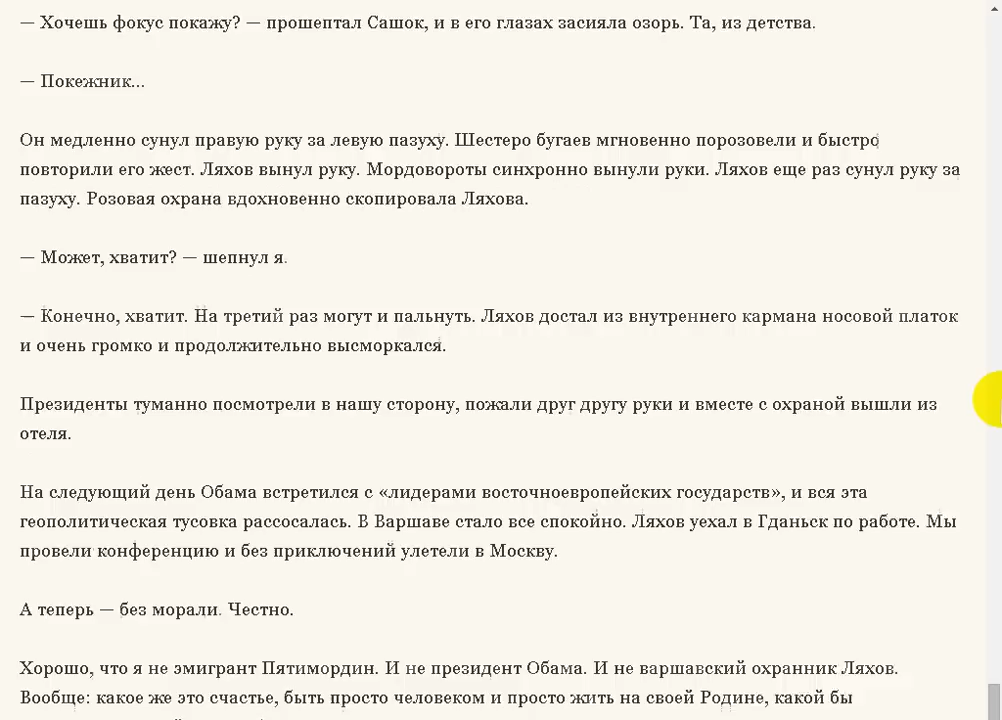 — Хочешь фокус покажу? — прошептал Сашок, и в его глазах засияла озорь. Та, из детства.
— Покежник...
Он медленно сунул правую руку за левую пазуху. Шестеро бугаев мгновенно порозовели и быстро
повторили его жест. Ляхов вынул руку. Мордовороты синхронно вынули руки. Ляхов еще раз сунул руку за
пазуху. Розовая охрана вдохновенно скопировала Ляхова.
— Может, хватит? — шепнул я.
— Конечно, хватит. На третий раз могут и пальнуть. Ляхов достал из внутреннего кармана носовой платок
и очень громко и продолжительно высморкался.
Президенты туманно посмотрели в нашу сторону, пожали друг другу руки и вместе с охраной вышли из
отеля.
На следующий день Обама встретился с «лидерами восточноевропейских государств», и вся эта
геополитическая тусовка рассосалась. В Варшаве стало все спокойно. Ляхов уехал в Гданьск по работе. Мы
провели конференцию и без приключений улетели в Москву.
А теперь — без морали. Честно.
Хорошо, что я не эмигрант Пятимордин. И не президент Обама. И не варшавский охранник Ляхов.
Вообще: какое же это счастье, быть просто человеком и просто жить на своей Родине, какой бы